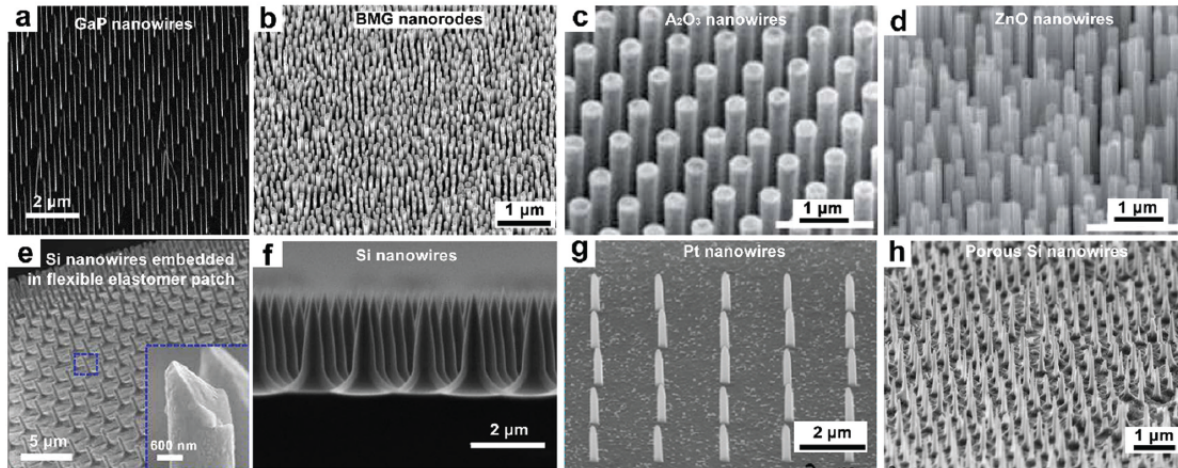 a
GaP nanowires
2 µm
b
BMG nanorodes
1 µm
c
A₂O₃ nanowires
1 µm
d
ZnO nanowires
1 µm
e
Si nanowires embedded
in flexible elastomer patch
5 µm
600 nm
f
Si nanowires
2 µm
g
Pt nanowires
2 µm
h
Porous Si nanowires
1 µm